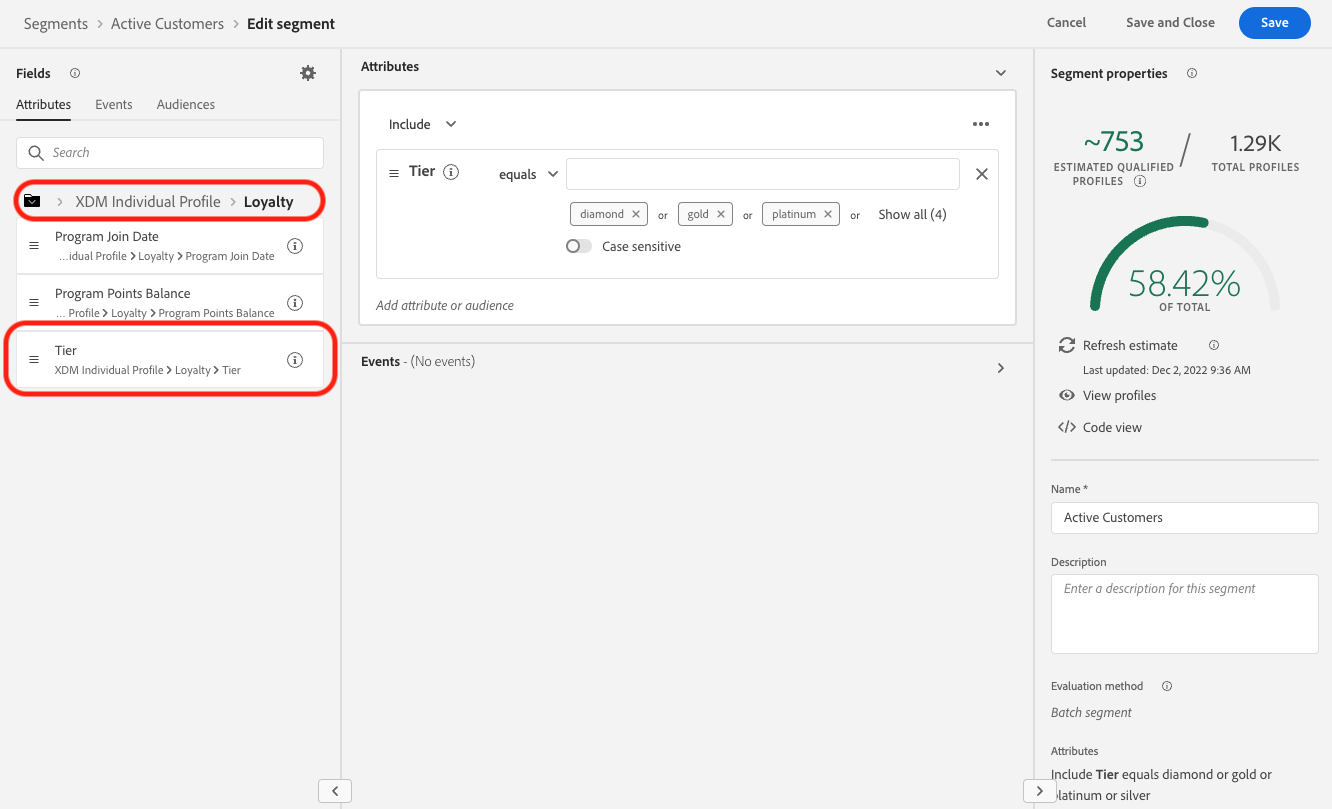 Segments > Active Customers > Edit segment
Cancel
Save and Close
Save
Fields
Attributes
Events
Audiences
Search
> XDM Individual Profile > Loyalty
Program Join Date
...idual Profile > Loyalty > Program Join Date
Program Points Balance
... Profile > Loyalty > Program Points Balance
Tier
XDM Individual Profile > Loyalty > Tier
Attributes
Include
Tier
equals
diamond
or
gold
or
platinum
or
Show all (4)
Case sensitive
Add attribute or audience
Events - (No events)
Segment properties
~753
ESTIMATED QUALIFIED
PROFILES
/
1.29K
TOTAL PROFILES
58.42%
OF TOTAL
Refresh estimate
Last updated: Dec 2, 2022 9:36 AM
View profiles
</> Code view
Name *
Active Customers
Description
Enter a description for this segment
Evaluation method
Batch segment
Attributes
Include Tier equals diamond or gold or
platinum or silver